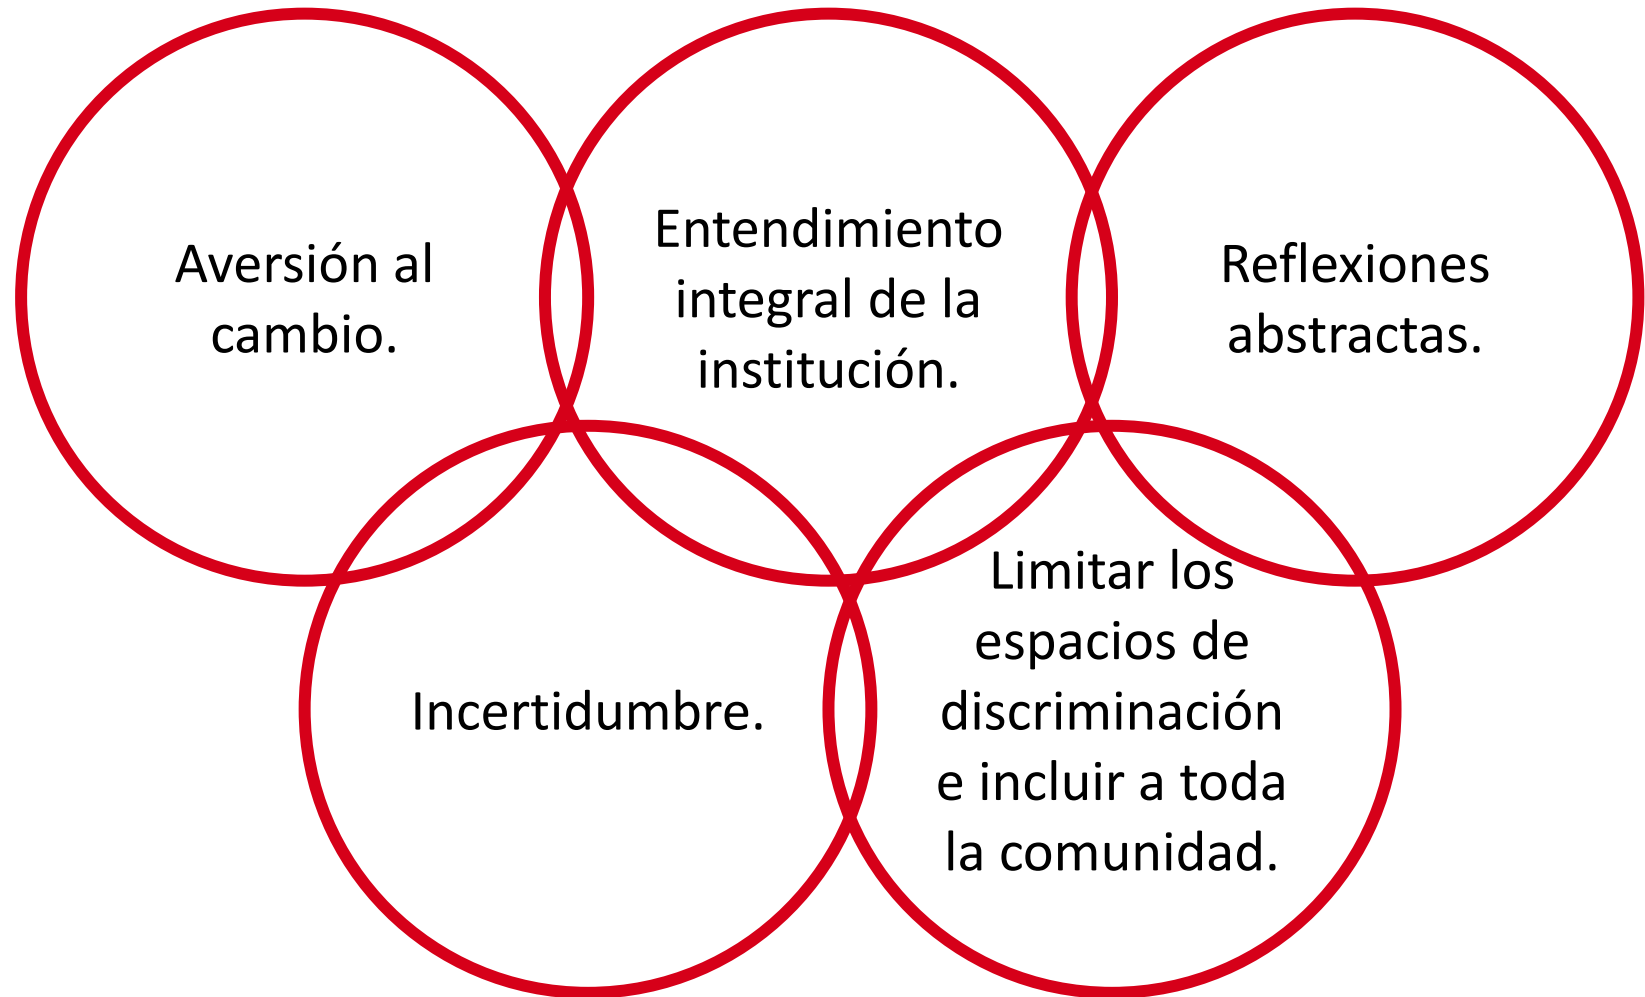 Aversión al
cambio.
Entendimiento
integral de la
institución.
Reflexiones
abstractas.
Incertidumbre.
Limitar los
espacios de
discriminación
e incluir a toda
la comunidad.